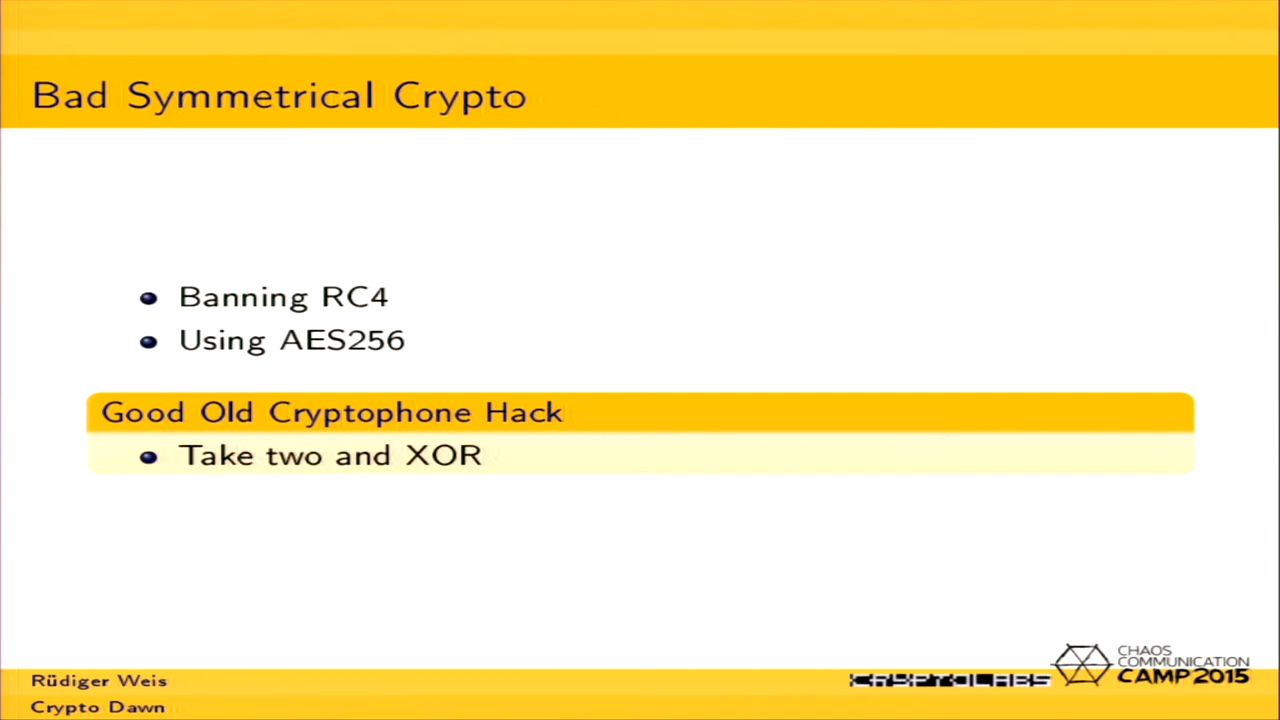 Bad Symmetrical Crypto
Banning RC4
Using AES256
Good Old Cryptophone Hack
Take two and XOR
Rüdiger Weis
Crypto Dawn
CRYPTOLABS
CHAOS
COMMUNICATION
CAMP 2015